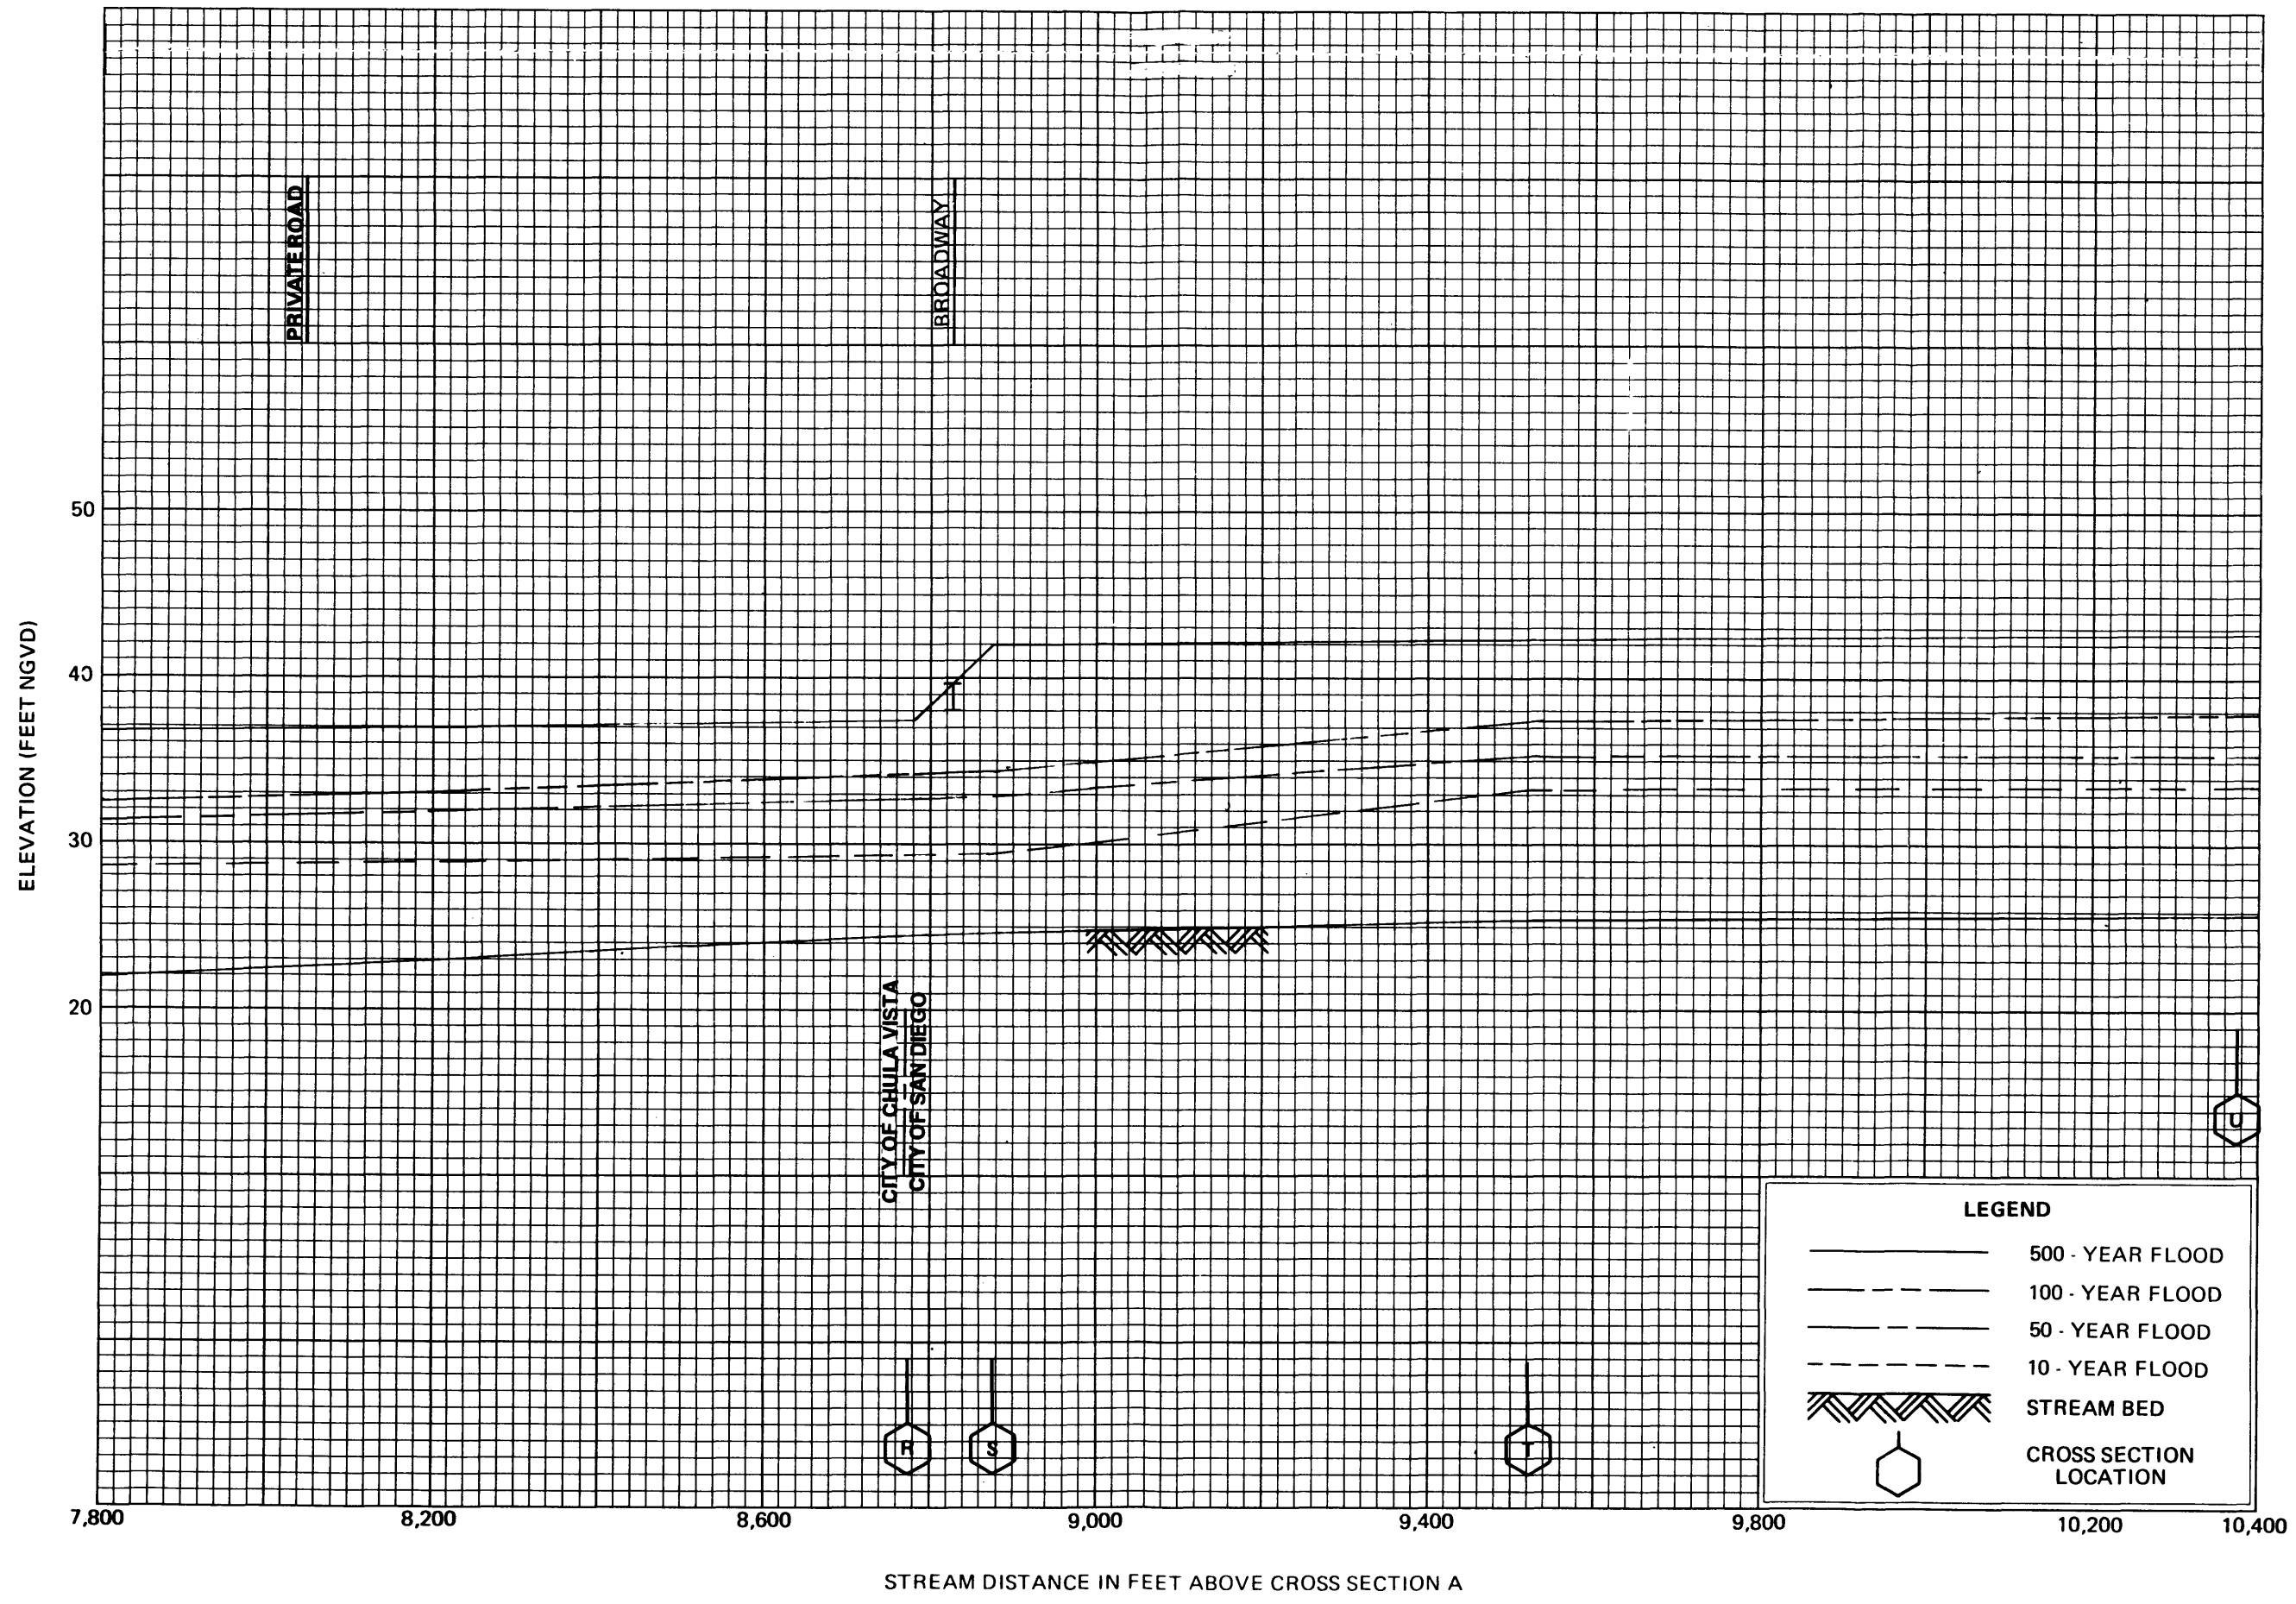 PRIVATE ROAD
BROADWAY
50
40
30
20
ELEVATION (FEET NGVD)
CITY OF CHULA VISTA
CITY OF SAN DIEGO
U
R
S
T
LEGEND
500 - YEAR FLOOD
100 - YEAR FLOOD
50 - YEAR FLOOD
10 - YEAR FLOOD
STREAM BED
CROSS SECTION
LOCATION
7,800
8,200
8,600
9,000
9,400
9,800
10,200
10,400
STREAM DISTANCE IN FEET ABOVE CROSS SECTION A